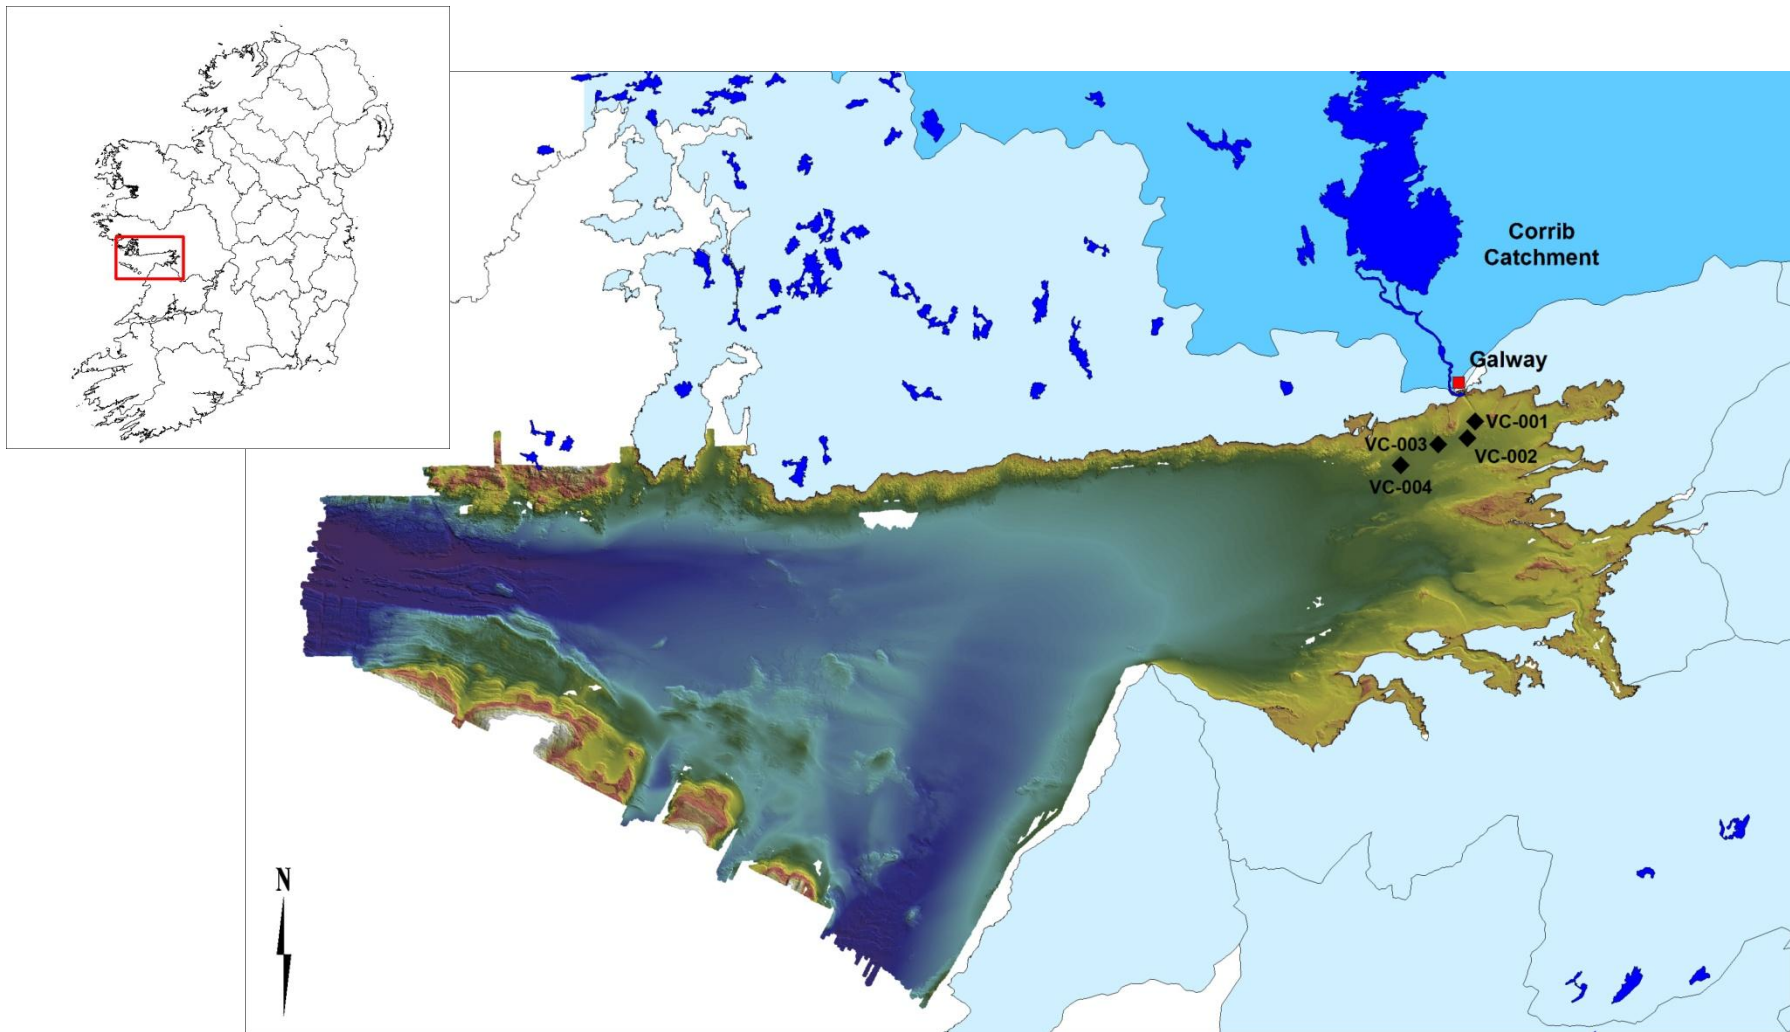 Corrib
Catchment
Galway
VC-001
VC-003
VC-002
VC-004
N